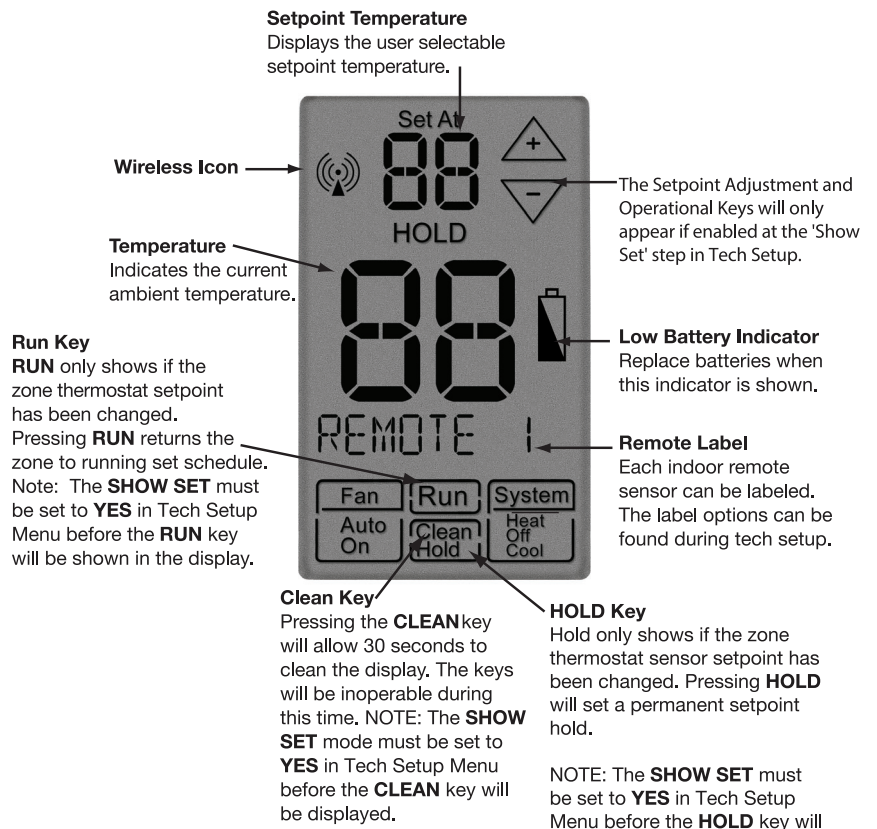 Setpoint Temperature
Displays the user selectable
setpoint temperature.
Set At
88
+
Wireless Icon
-
The Setpoint Adjustment and
Operational Keys will only
appear if enabled at the 'Show
Set' step in Tech Setup.
HOLD
Temperature
Indicates the current
ambient temperature.
88
Low Battery Indicator
Replace batteries when
this indicator is shown.
Run Key
RUN only shows if the
zone thermostat setpoint
has been changed.
Pressing RUN returns the
zone to running set schedule.
Note: The SHOW SET must
be set to YES in Tech Setup
Menu before the RUN key
will be shown in the display.
REMOTE 1
Remote Label
Each indoor remote
sensor can be labeled.
The label options can be
found during tech setup.
Fan
Auto
On
Run
Clean
Hold
System
Heat
Off
Cool
Clean Key
Pressing the CLEAN key
will allow 30 seconds to
clean the display. The keys
will be inoperable during
this time. NOTE: The SHOW
SET mode must be set to
YES in Tech Setup Menu
before the CLEAN key will
be displayed.
HOLD Key
Hold only shows if the zone
thermostat sensor setpoint has
been changed. Pressing HOLD
will set a permanent setpoint
hold.
NOTE: The SHOW SET must
be set to YES in Tech Setup
Menu before the HOLD key will